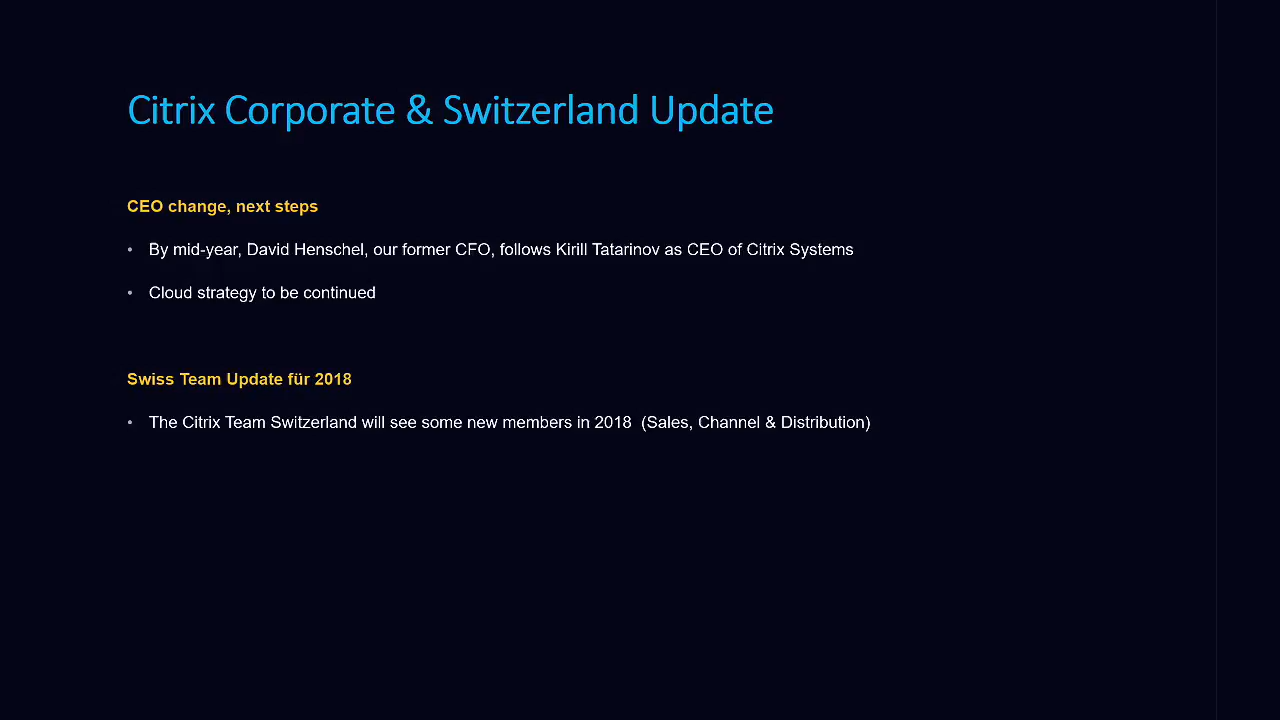 Citrix Corporate & Switzerland Update
CEO change, next steps
• By mid-year, David Henschel, our former CFO, follows Kirill Tatarinov as CEO of Citrix Systems
• Cloud strategy to be continued
Swiss Team Update für 2018
• The Citrix Team Switzerland will see some new members in 2018  (Sales, Channel & Distribution)